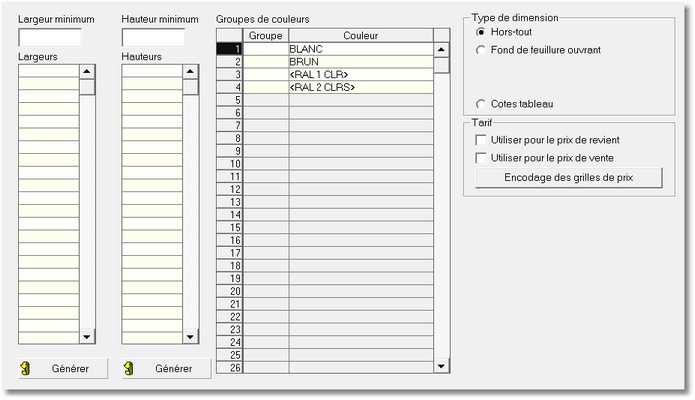 Largeur minimum
Hauteur minimum
Largeurs
Hauteurs
Générer
Générer
Groupes de couleurs
Groupe Couleur
1 BLANC
2 BRUN
3 <RAL 1 CLR>
4 <RAL 2 CLRS>
5
6
7
8
9
10
11
12
13
14
15
16
17
18
19
20
21
22
23
24
25
26
Type de dimension
Hors-tout
Fond de feuillure ouvrant
Cotes tableau
Tarif
Utiliser pour le prix de revient
Utiliser pour le prix de vente
Encodage des grilles de prix